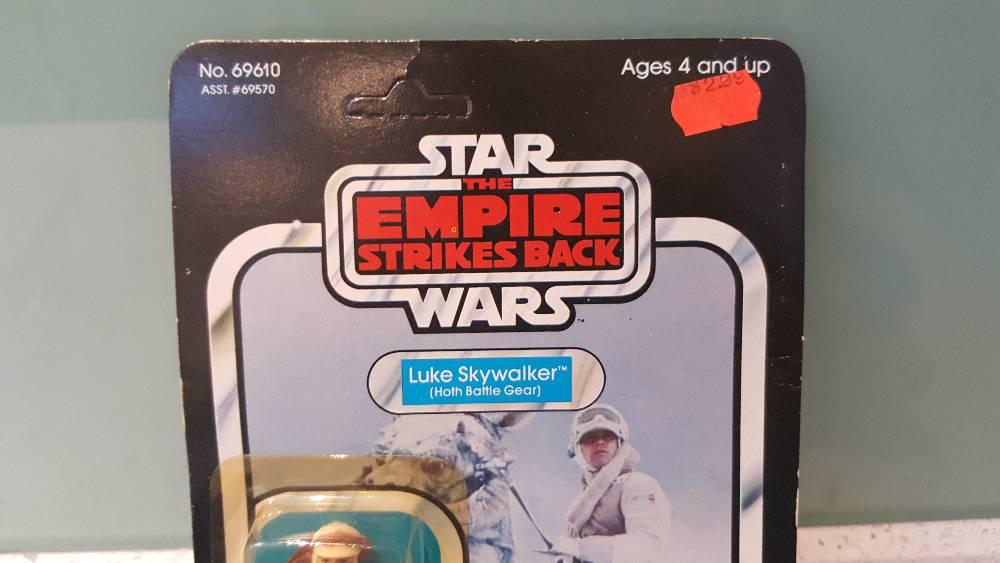 No. 69610
ASST. #69570
Ages 4 and up
STAR
THE
EMPIRE
STRIKES BACK
WARS
™
Luke Skywalker™
(Hoth Battle Gear)